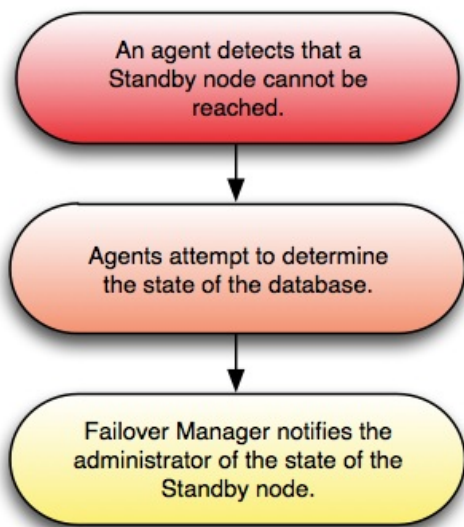 An agent detects that a
Standby node cannot be
reached.
Agents attempt to determine
the state of the database.
Failover Manager notifies the
administrator of the state of the
Standby node.